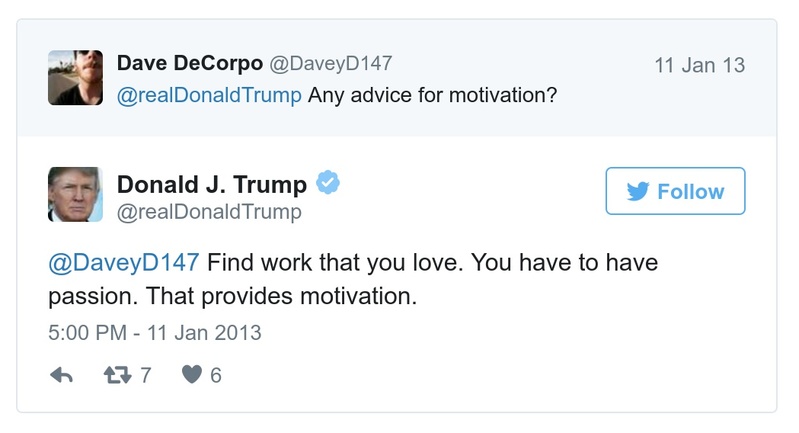 Dave DeCorpo @DaveyD147 11 Jan 13
@realDonaldTrump Any advice for motivation?
Donald J. Trump
Follow
@realDonaldTrump
@DaveyD147 Find work that you love. You have to have
passion. That provides motivation.
5:00 PM - 11 Jan 2013
7 6